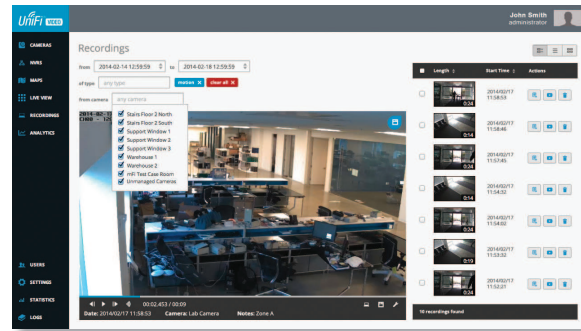 UniFi VIDEO
John Smith
administrator
CAMERAS
NVRS
MAPS
LIVE VIEW
RECORDINGS
ANALYTICS
USERS
SETTINGS
STATISTICS
LOGS
Recordings
from 2014-02-14 12:59:59 to 2014-02-18 12:59:59
of type any type motion X clear all X
from camera any camera
Stairs Floor 2 North
Stairs Floor 2 South
Support Window 1
Support Window 2
Support Window 3
Warehouse 1
Warehouse 2
mFi Test Case Room
Unmanaged Cameras
00:02.453 / 00:09
Date: 2014/02/17 11:58:53 Camera: Lab Camera Notes: Zone A
Length Start Time Actions
0:24 2014/02/17 11:58:53
0:14 2014/02/17 11:58:46
0:24 2014/02/17 11:57:45
0:14 2014/02/17 11:54:32
0:24 2014/02/17 11:54:02
0:19 2014/02/17 11:53:32
0:24 2014/02/17 11:52:21
10 recordings found